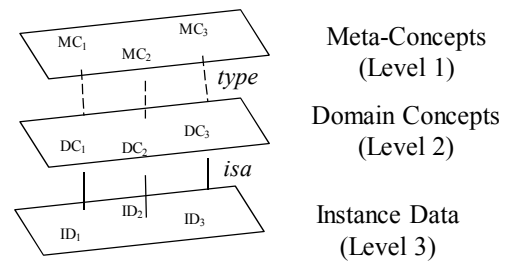 MC₁ MC₂ MC₃
Meta-Concepts
(Level 1)
type
DC₁ DC₂ DC₃
Domain Concepts
(Level 2)
isa
ID₁ ID₂ ID₃
Instance Data
(Level 3)